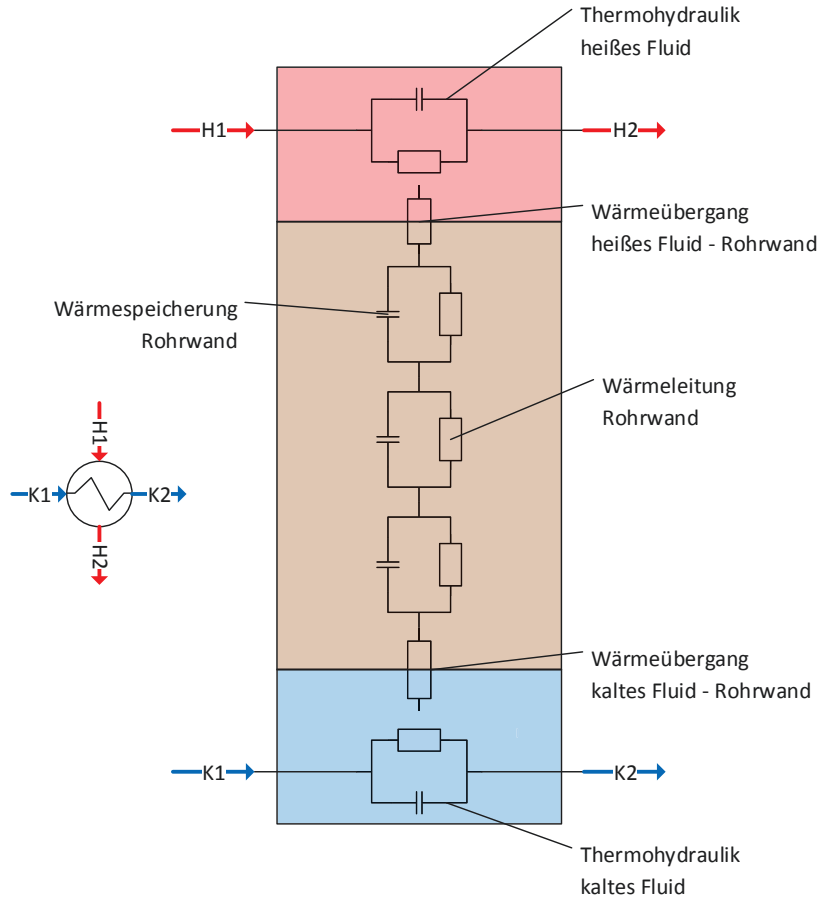 Thermohydraulik
heißes Fluid
H1
H2
Wärmeübergang
heißes Fluid - Rohrwand
Wärmespeicherung
Rohrwand
Wärmeleitung
Rohrwand
H1
K1
K2
H2
Wärmeübergang
kaltes Fluid - Rohrwand
K1
K2
Thermohydraulik
kaltes Fluid